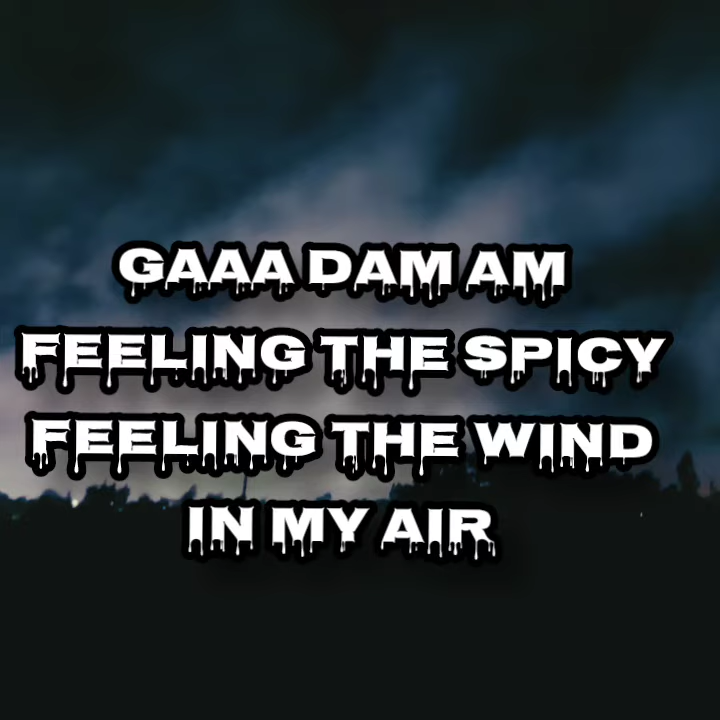 GAAA DAM AM
FEELING THE SPICY
FEELING THE WIND
IN MY AIR